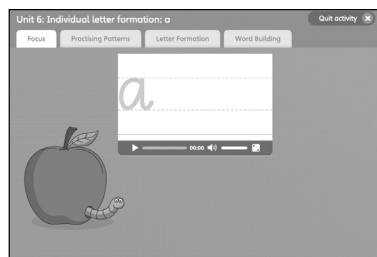 Unit 6: Individual letter formation: a
Quit activity
Focus
Practising Patterns
Letter Formation
Word Building
a
00:00